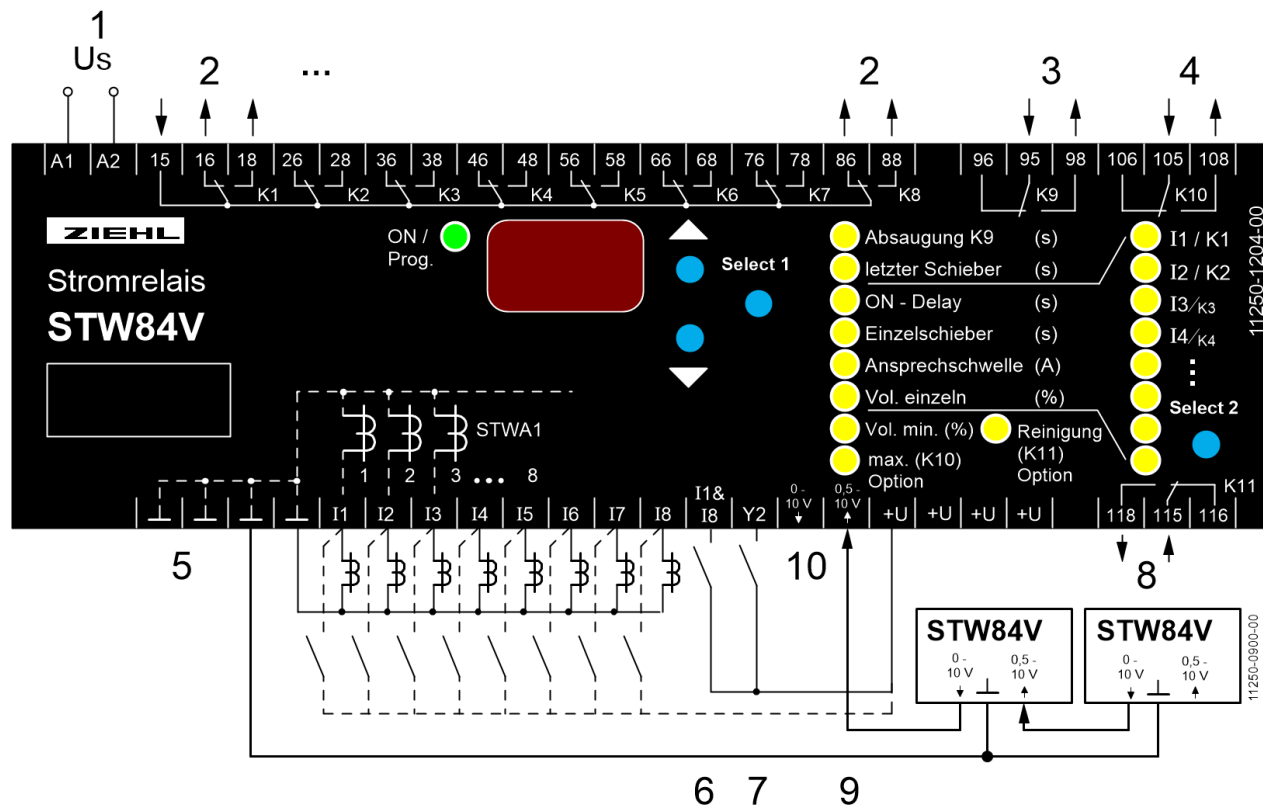 1
Us
2 ... 2 3 4
A1 A2 15 16 18 26 28 36 38 46 48 56 58 66 68 76 78 86 88 96 95 98 106 105 108
K1 K2 K3 K4 K5 K6 K7 K8 K9 K10
ZIEHL
Stromrelais
STW84V
ON /
Prog.
Select 1
Absaugung K9 (s)
letzter Schieber (s)
ON - Delay (s)
Einzelschieber (s)
Ansprechschwelle (A)
Vol. einzeln (%)
Vol. min. (%)
max. (K10)
Option
Reinigung
(K11)
Option
I1 / K1
I2 / K2
I3/K3
I4/K4
⋮
Select 2
11250-1204-00
STWA1
1 2 3 ... 8
K11
I1 I2 I3 I4 I5 I6 I7 I8
I1&
I8
Y2
0 -
10 V
0,5 -
10 V
+U +U +U +U
118 115 116
5
10
8
STW84V
0 -
10 V
0,5 -
10 V
STW84V
0 -
10 V
0,5 -
10 V
11250-0900-00
6 7 9